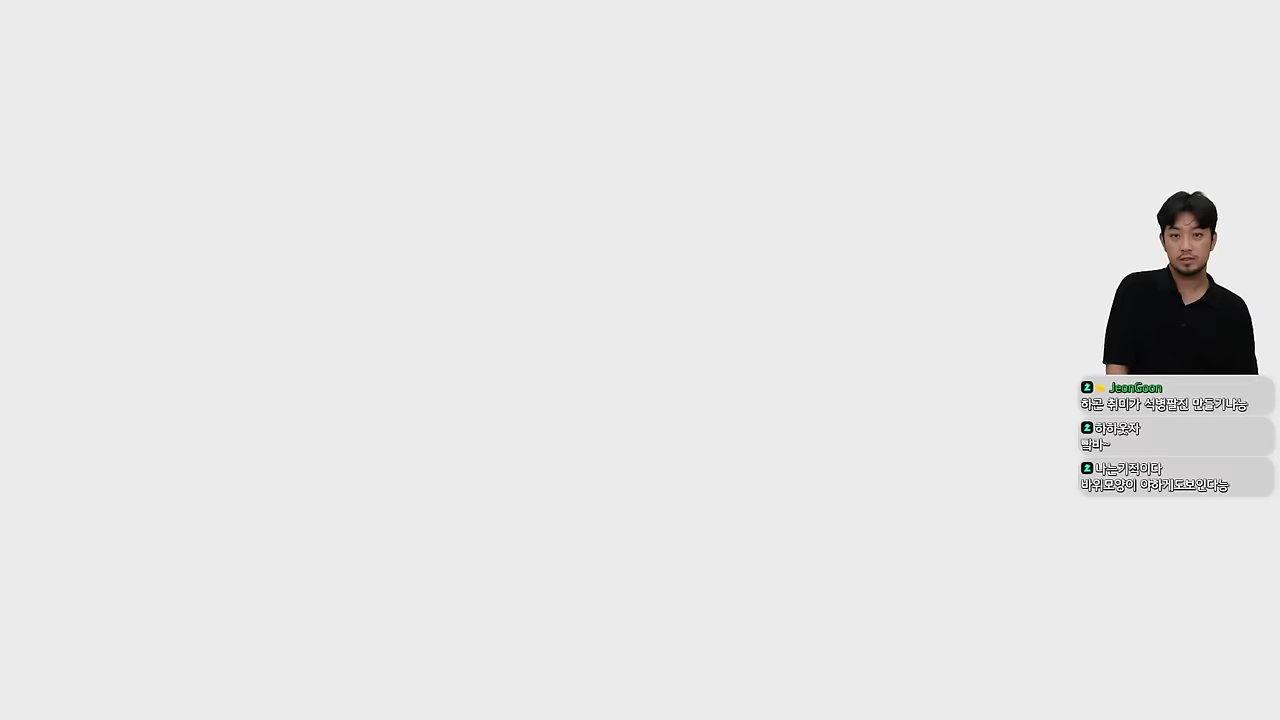 JeonGoon
하곤 취미가 석병팔진 만들기냐능
하하옷자
빡바~
나는기적이다
바위모양이 야하게도보인다능